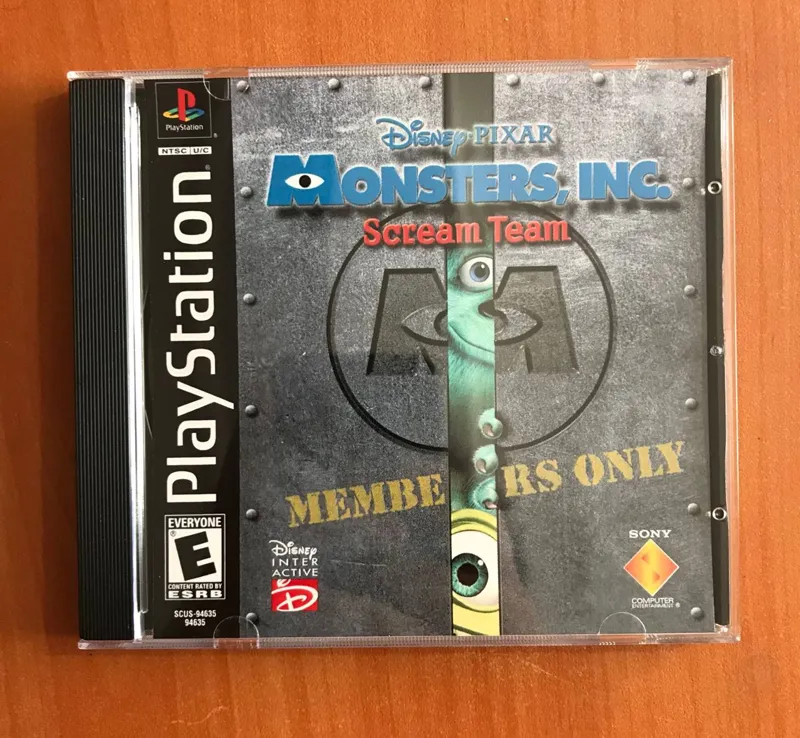 PlayStation
NTSC U/C
PlayStation
EVERYONE
E
CONTENT RATED BY
ESRB
SCUS-94635
94635
Disney PIXAR
MONSTERS, INC.
Scream Team
M
MEMBE RS ONLY
Disney
INTER
ACTIVE
D
SONY
COMPUTER
ENTERTAINMENT